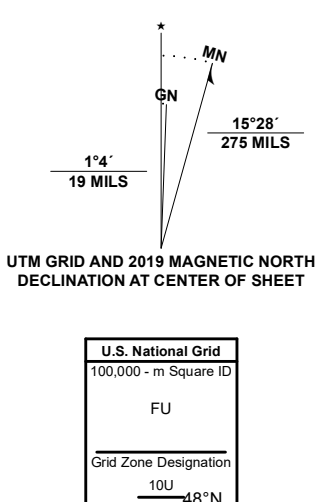 ★
MN
GN
15°28´
275 MILS
1°4´
19 MILS
UTM GRID AND 2019 MAGNETIC NORTH
DECLINATION AT CENTER OF SHEET
U.S. National Grid
100,000 - m Square ID
FU
Grid Zone Designation
10U
48°N